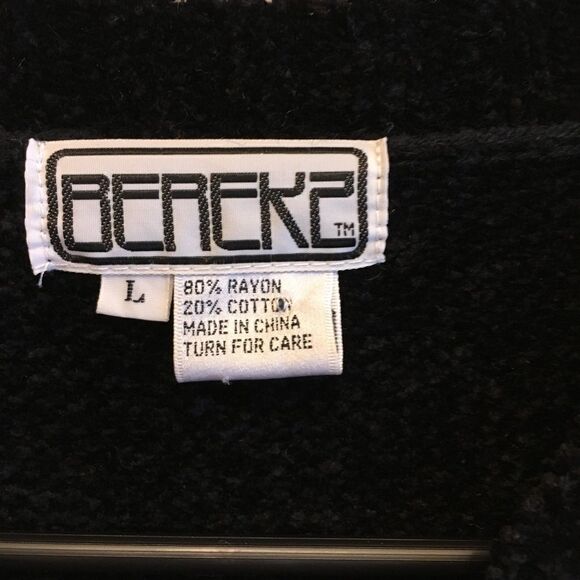 BEREK2
TM
L
80% RAYON
20% COTTON
MADE IN CHINA
TURN FOR CARE